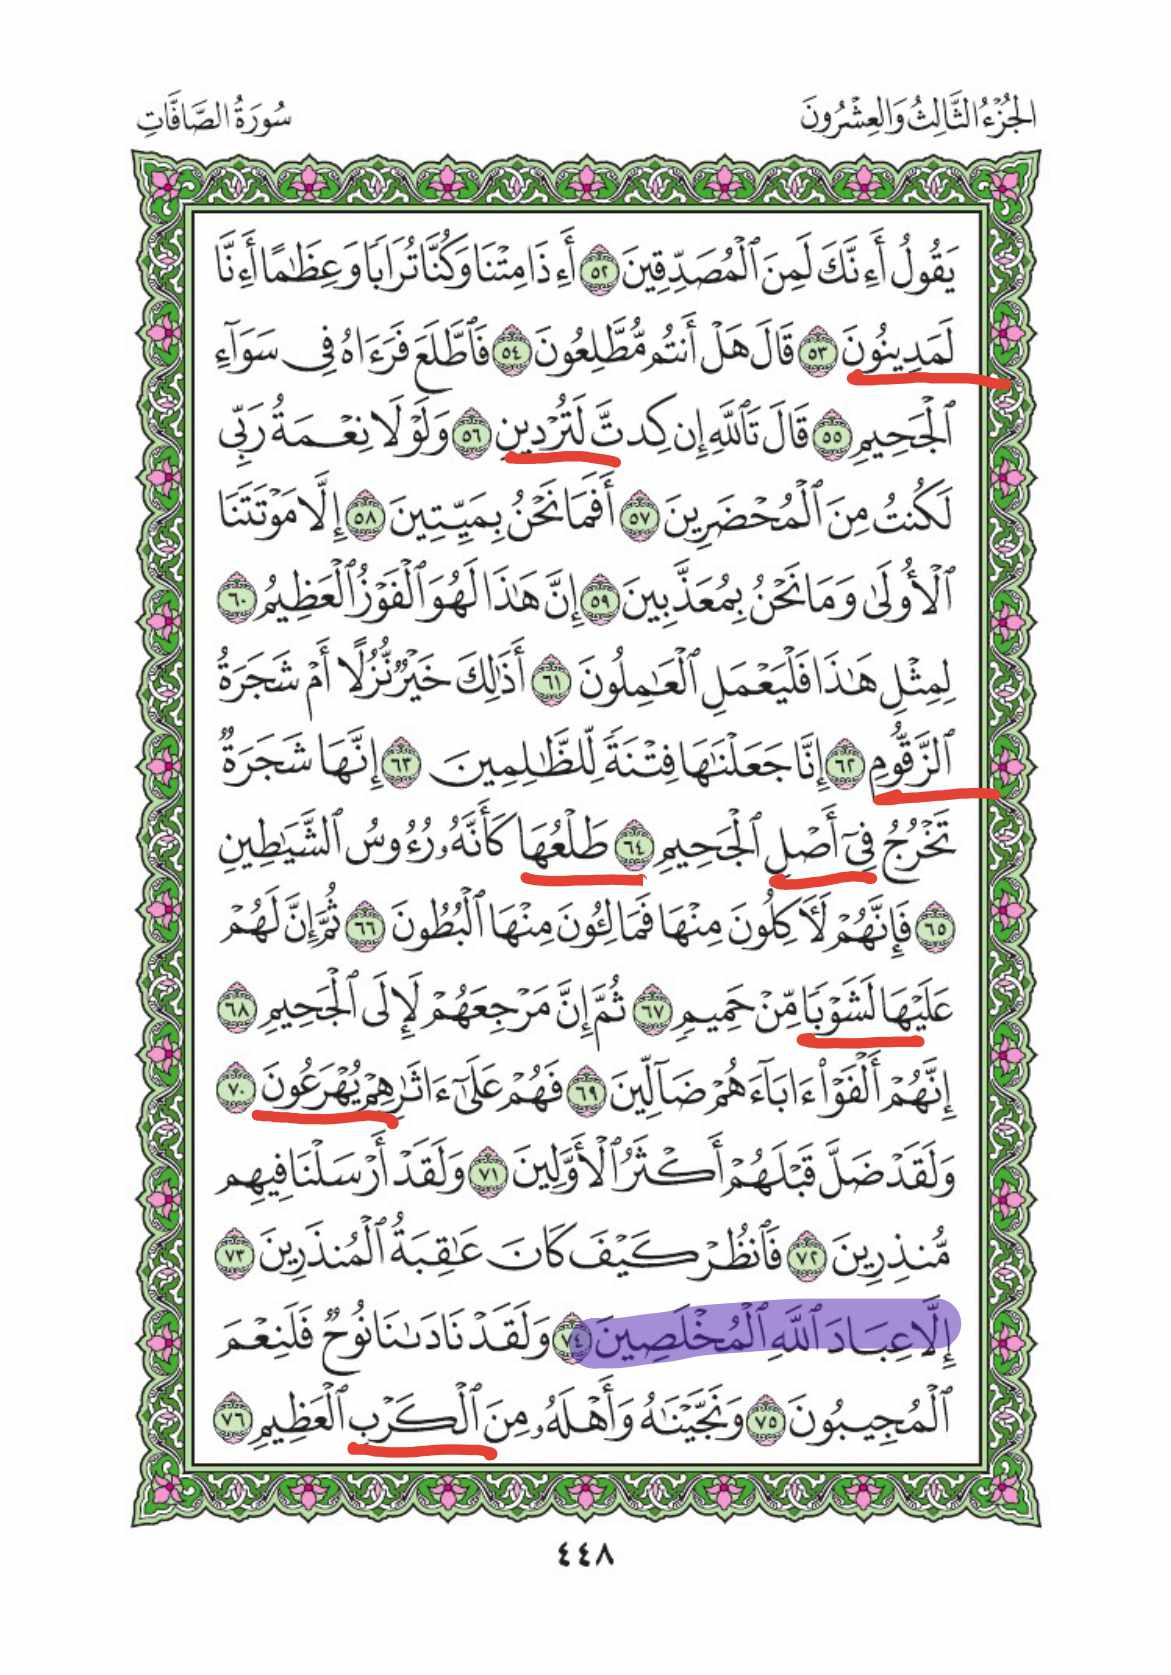 الجُزْءُ الثَّالِثُ وَالعِشْرُونَ
سُورَةُ الصَّافَّاتِ
يَقُولُ أَءِنَّكَ لَمِنَ ٱلْمُصَدِّقِينَ ٥٢ أَءِذَا مِتْنَا وَكُنَّا تُرَابًا وَعِظَٰمًا أَءِنَّا
لَمَدِينُونَ ٥٣ قَالَ هَلْ أَنتُم مُّطَّلِعُونَ ٥٤ فَٱطَّلَعَ فَرَءَاهُ فِى سَوَآءِ
ٱلْجَحِيمِ ٥٥ قَالَ تَٱللَّهِ إِن كِدتَّ لَتُرْدِينِ ٥٦ وَلَوْلَا نِعْمَةُ رَبِّى
لَكُنتُ مِنَ ٱلْمُحْضَرِينَ ٥٧ أَفَمَا نَحْنُ بِمَيِّتِينَ ٥٨ إِلَّا مَوْتَتَنَا
ٱلْأُولَىٰ وَمَا نَحْنُ بِمُعَذَّبِينَ ٥٩ إِنَّ هَٰذَا لَهُوَ ٱلْفَوْزُ ٱلْعَظِيمُ ٦٠
لِمِثْلِ هَٰذَا فَلْيَعْمَلِ ٱلْعَٰمِلُونَ ٦١ أَذَٰلِكَ خَيْرٌ نُّزُلًا أَمْ شَجَرَةُ
ٱلزَّقُّومِ ٦٢ إِنَّا جَعَلْنَٰهَا فِتْنَةً لِّلظَّٰلِمِينَ ٦٣ إِنَّهَا شَجَرَةٌ
تَخْرُجُ فِىٓ أَصْلِ ٱلْجَحِيمِ ٦٤ طَلْعُهَا كَأَنَّهُۥ رُءُوسُ ٱلشَّيَٰطِينِ
٦٥ فَإِنَّهُمْ لَءَاكِلُونَ مِنْهَا فَمَالِـُٔونَ مِنْهَا ٱلْبُطُونَ ٦٦ ثُمَّ إِنَّ لَهُمْ
عَلَيْهَا لَشَوْبًا مِّنْ حَمِيمٍ ٦٧ ثُمَّ إِنَّ مَرْجِعَهُمْ لَإِلَى ٱلْجَحِيمِ ٦٨
إِنَّهُمْ أَلْفَوْا۟ ءَابَآءَهُمْ ضَآلِّينَ ٦٩ فَهُمْ عَلَىٰٓ ءَاثَٰرِهِمْ يُهْرَعُونَ ٧٠
وَلَقَدْ ضَلَّ قَبْلَهُمْ أَكْثَرُ ٱلْأَوَّلِينَ ٧١ وَلَقَدْ أَرْسَلْنَا فِيهِم
مُّنذِرِينَ ٧٢ فَٱنظُرْ كَيْفَ كَانَ عَٰقِبَةُ ٱلْمُنذَرِينَ ٧٣
إِلَّا عِبَادَ ٱللَّهِ ٱلْمُخْلَصِينَ ٧٤ وَلَقَدْ نَادَىٰنَا نُوحٌ فَلَنِعْمَ
ٱلْمُجِيبُونَ ٧٥ وَنَجَّيْنَٰهُ وَأَهْلَهُۥ مِنَ ٱلْكَرْبِ ٱلْعَظِيمِ ٧٦
٤٤٨